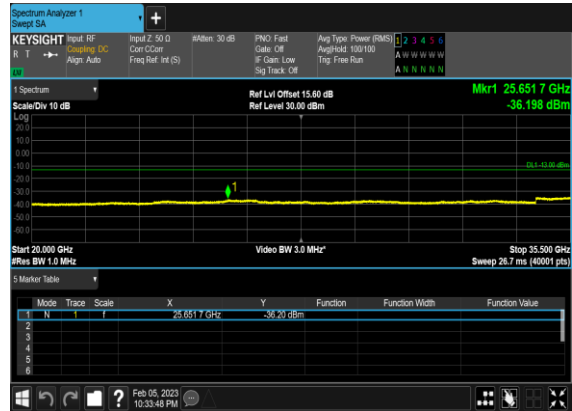 Spectrum Analyzer 1
Swept SA
+
KEYSIGHT Input: RF Input Z: 50 Ω #Atten: 30 dB PNO: Fast Avg Type: Power (RMS) 1 2 3 4 5 6
R T Coupling: DC Corr CCorr Gate: Off Avg|Hold: 100/100 A W W W W W
Align: Auto Freq Ref: Int (S) IF Gain: Low Trig: Free Run
LW Sig Track: Off A N N N N N
1 Spectrum Ref Lvl Offset 15.60 dB Mkr1 25.651 7 GHz
Scale/Div 10 dB Ref Level 30.00 dBm -36.198 dBm
Log
20.0
10.0
0.00
-10.0 DL1 -13.00 dBm
-20.0
-30.0 1
-40.0
-50.0
-60.0
Start 20.000 GHz Video BW 3.0 MHz* Stop 35.500 GHz
#Res BW 1.0 MHz Sweep 26.7 ms (40001 pts)
5 Marker Table
Mode Trace Scale X Y Function Function Width Function Value
1 N 1 f 25.651 7 GHz -36.20 dBm
2
3
4
5
6
? Feb 05, 2023
10:33:48 PM